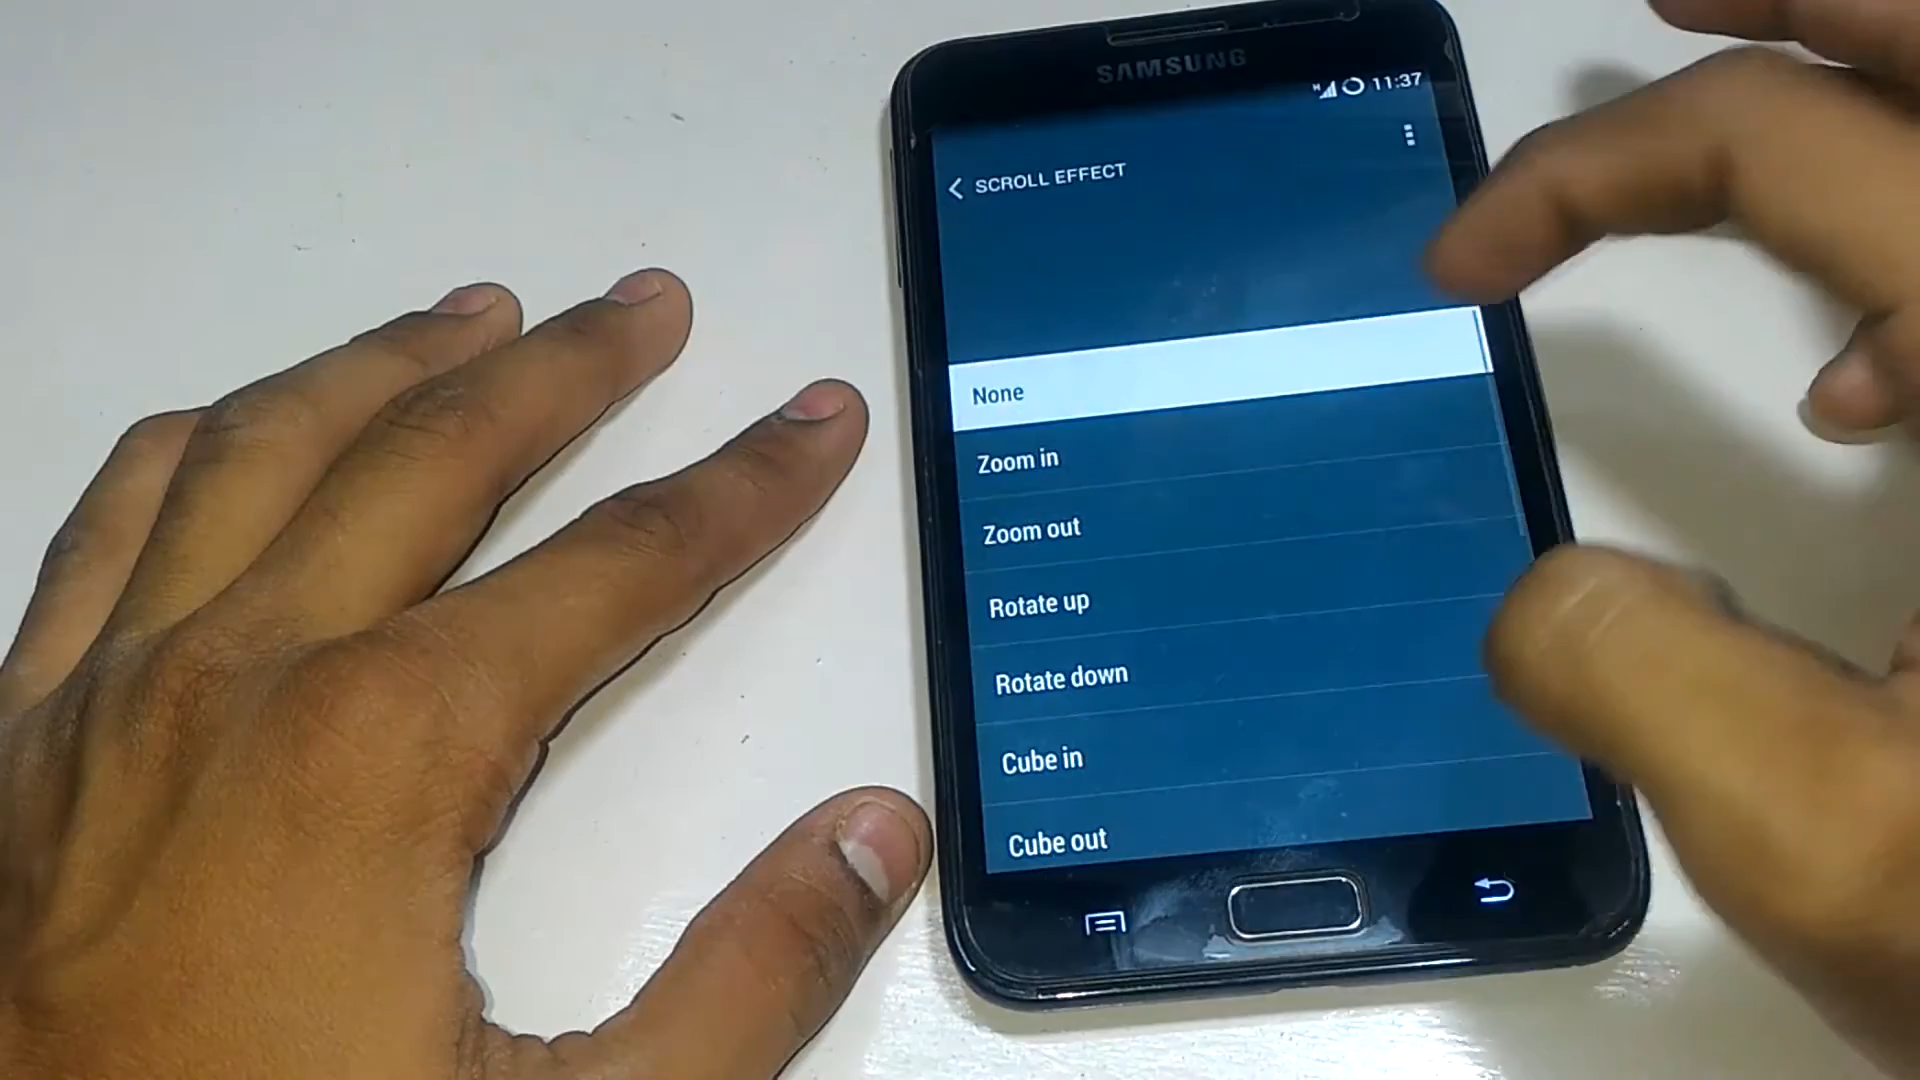 SAMSUNG
H 11:37
SCROLL EFFECT
None
Zoom in
Zoom out
Rotate up
Rotate down
Cube in
Cube out